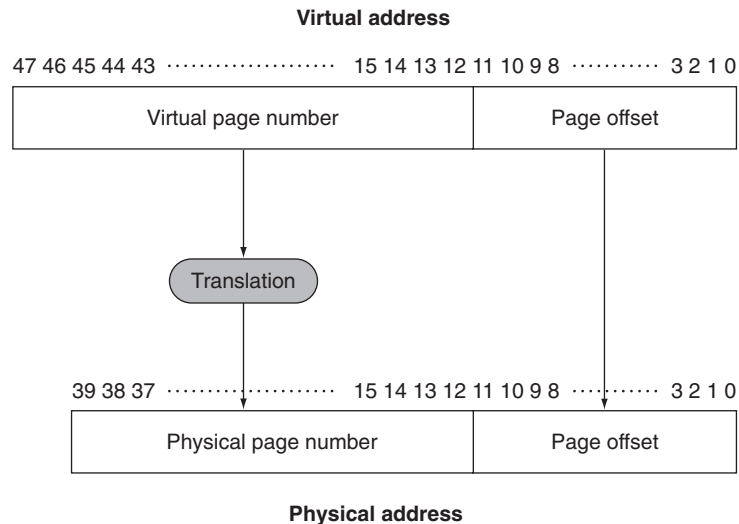 Virtual address
47 46 45 44 43 ····················· 15 14 13 12 11 10 9 8 ··········· 3 2 1 0
Virtual page number Page offset
Translation
39 38 37 ······················ 15 14 13 12 11 10 9 8 ··········· 3 2 1 0
Physical page number Page offset
Physical address